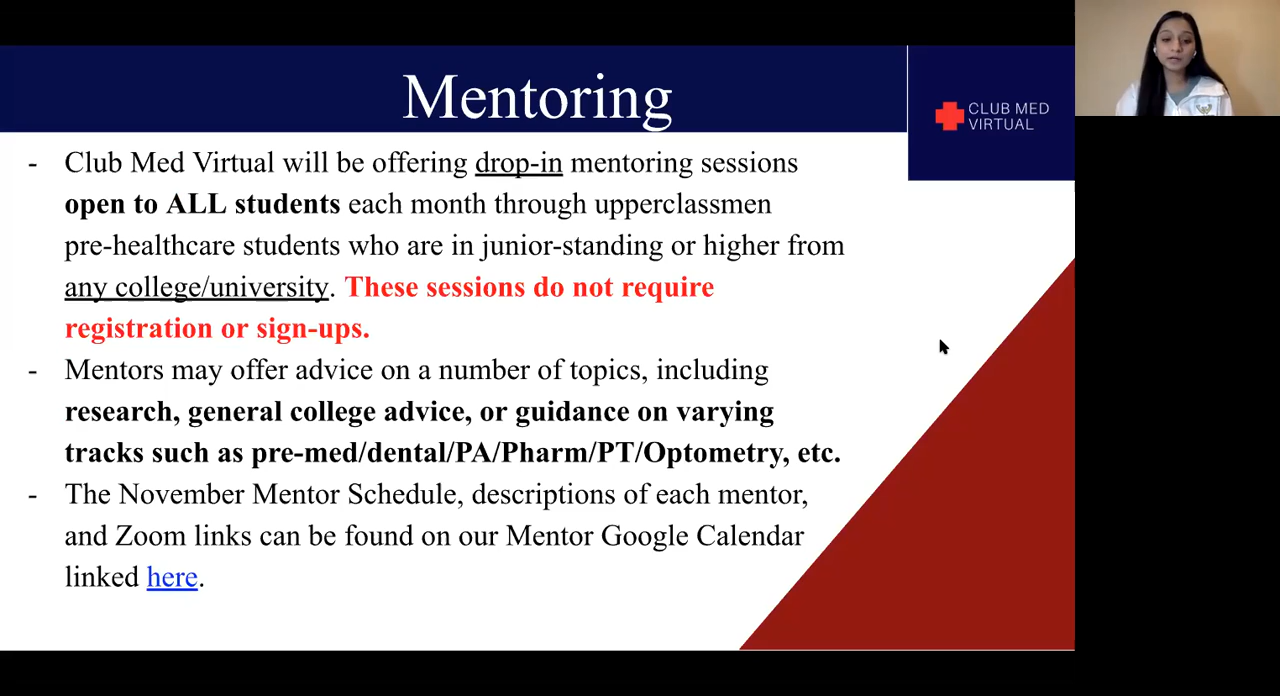 Mentoring
CLUB MED
VIRTUAL
- Club Med Virtual will be offering drop-in mentoring sessions
open to ALL students each month through upperclassmen
pre-healthcare students who are in junior-standing or higher from
any college/university. These sessions do not require
registration or sign-ups.
- Mentors may offer advice on a number of topics, including
research, general college advice, or guidance on varying
tracks such as pre-med/dental/PA/Pharm/PT/Optometry, etc.
- The November Mentor Schedule, descriptions of each mentor,
and Zoom links can be found on our Mentor Google Calendar
linked here.